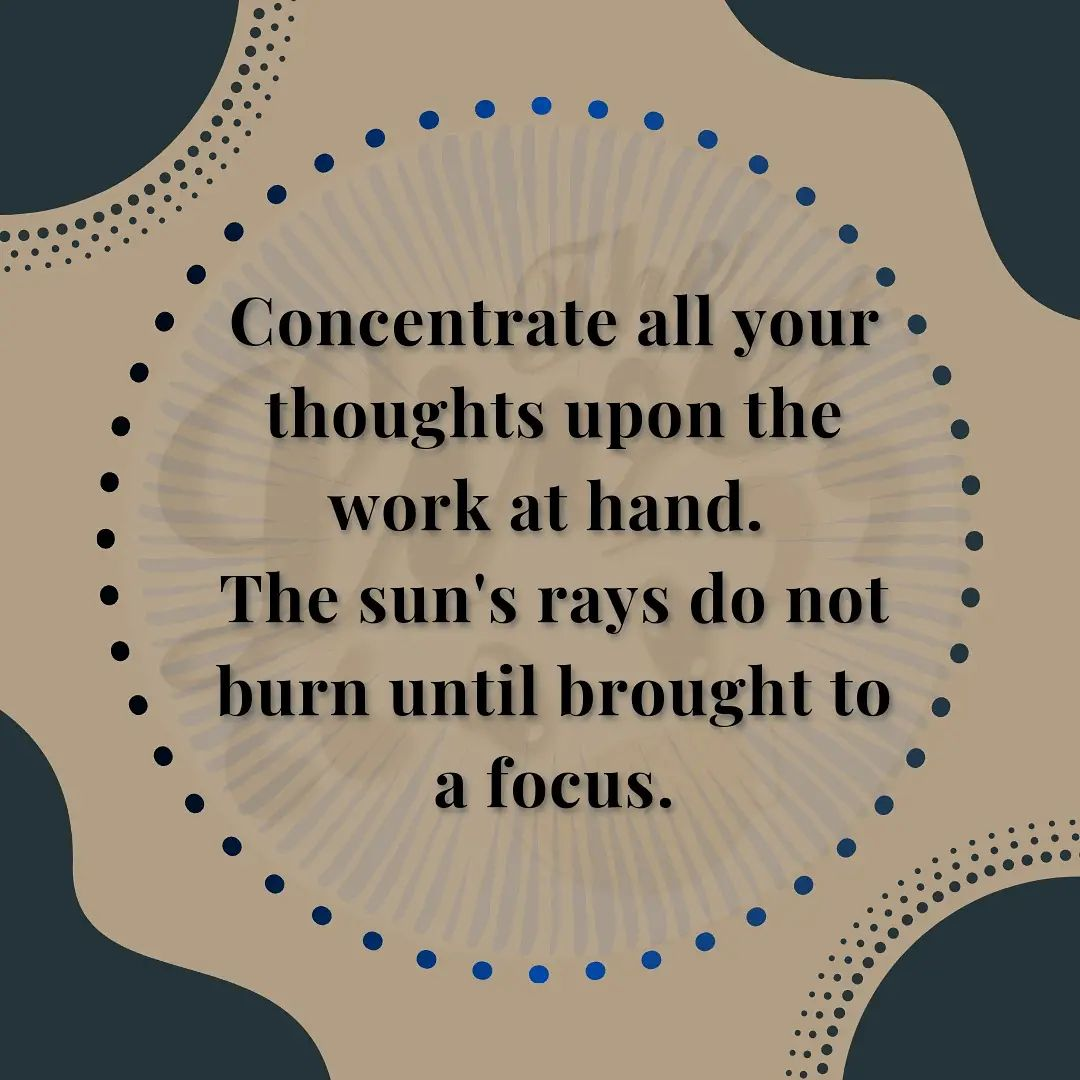 Concentrate all your
thoughts upon the
work at hand.
The sun's rays do not
burn until brought to
a focus.